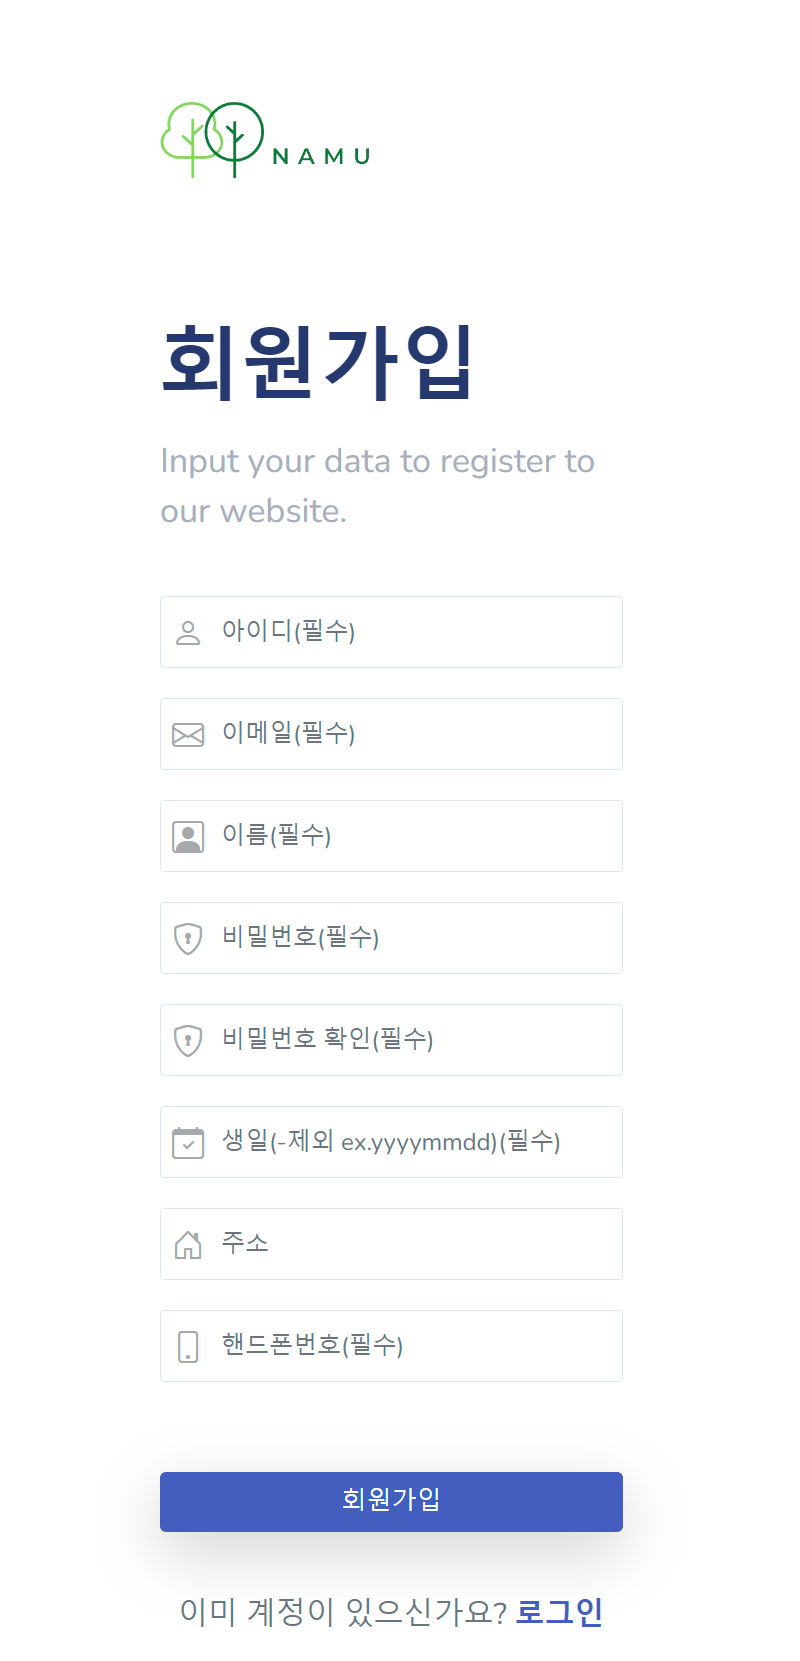 NAMU
회원가입
Input your data to register to
our website.
아이디(필수)
이메일(필수)
이름(필수)
비밀번호(필수)
비밀번호 확인(필수)
생일(-제외 ex.yyyymmdd)(필수)
주소
핸드폰번호(필수)
회원가입
이미 계정이 있으신가요? 로그인